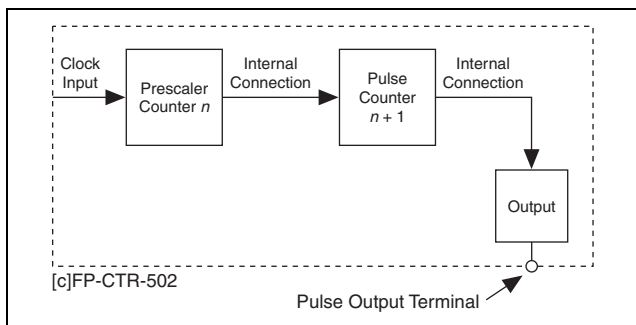 Clock
Input
Prescaler
Counter n
Internal
Connection
Pulse
Counter
n + 1
Internal
Connection
Output
[c]FP-CTR-502
Pulse Output Terminal